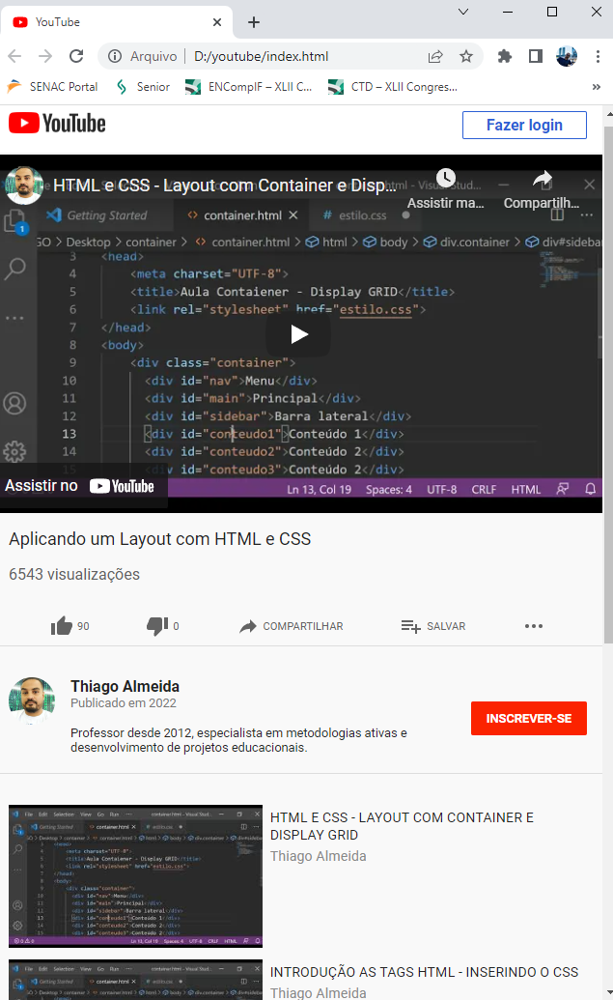 YouTube
Arquivo D:/youtube/index.html
SENAC Portal Senior ENCompIF – XLII C... CTD – XLII Congres...
YouTube
Fazer login
HTML e CSS - Layout com Container e Disp...
Assistir ma...
Compartilh...
Getting Started container.html estilo.css
GO > Desktop > container > container.html > html > body > div.container > div#sidebar
3 <head>
4 <meta charset="UTF-8">
5 <title>Aula Contaiener - Display GRID</title>
6 <link rel="stylesheet" href="estilo.css">
7 </head>
8 <body>
9 <div class="container">
10 <div id="nav">Menu</div>
11 <div id="main">Principal</div>
12 <div id="sidebar">Barra lateral</div>
13 <div id="conteudo1">Conteúdo 1</div>
14 <div id="conteudo2">Conteúdo 2</div>
<div id="conteudo3">Conteúdo 2</div>
Assistir no YouTube
Ln 13, Col 19 Spaces: 4 UTF-8 CRLF HTML
Aplicando um Layout com HTML e CSS
6543 visualizações
90 0 COMPARTILHAR SALVAR
Thiago Almeida
Publicado em 2022
Professor desde 2012, especialista em metodologias ativas e
desenvolvimento de projetos educacionais.
INSCREVER-SE
HTML E CSS - LAYOUT COM CONTAINER E
DISPLAY GRID
Thiago Almeida
INTRODUÇÃO AS TAGS HTML - INSERINDO O CSS
Thiago Almeida